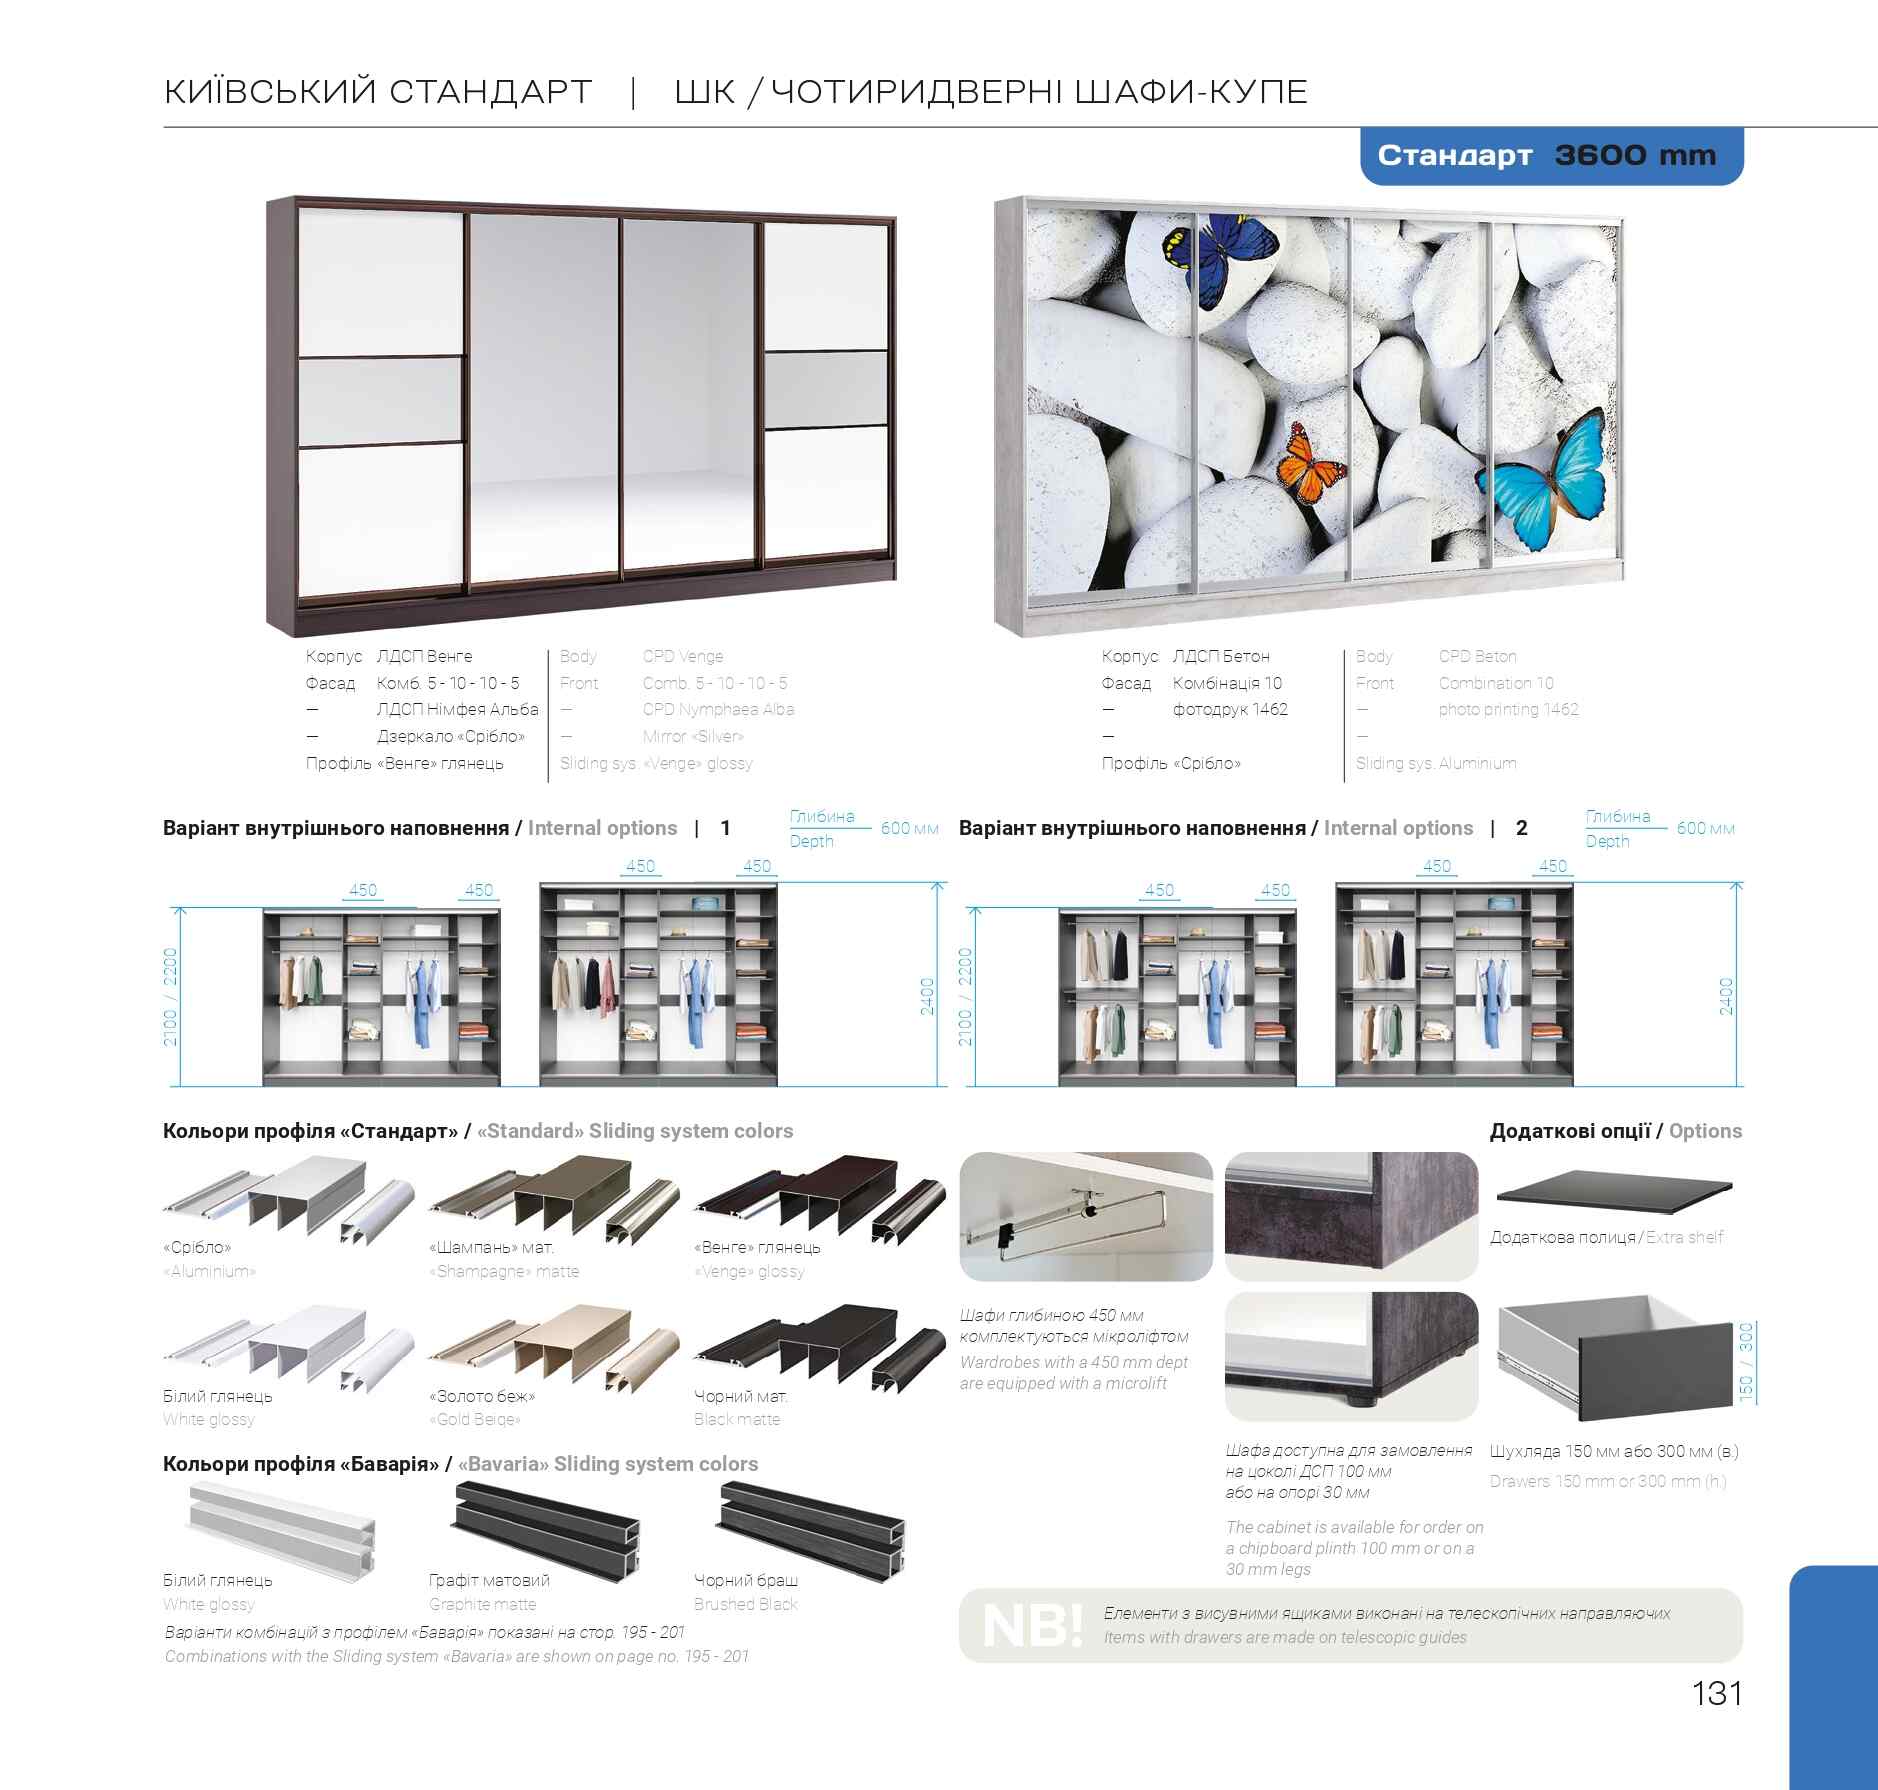 КИЇВСЬКИЙ СТАНДАРТ | ШК / ЧОТИРИДВЕРНІ ШАФИ-КУПЕ
Стандарт 3600 mm
Корпус ЛДСП Венге
Фасад Комб. 5 - 10 - 10 - 5
— ЛДСП Німфея Альба
— Дзеркало «Срібло»
Профіль «Венге» глянець
Body CPD Venge
Front Comb. 5 - 10 - 10 - 5
— CPD Nymphaea Alba
— Mirror «Silver»
Sliding sys. «Venge» glossy
Корпус ЛДСП Бетон
Фасад Комбінація 10
— фотодрук 1462
—
Профіль «Срібло»
Body CPD Beton
Front Combination 10
— photo printing 1462
—
Sliding sys. Aluminium
Варіант внутрішнього наповнення / Internal options | 1
Глибина
Depth
600 мм
450 450
450 450
2100 / 2200
2400
Варіант внутрішнього наповнення / Internal options | 2
Глибина
Depth
600 мм
450 450
450 450
2100 / 2200
2400
Кольори профіля «Стандарт» / «Standard» Sliding system colors
«Срібло»
«Aluminium»
«Шампань» мат.
«Shampagne» matte
«Венге» глянець
«Venge» glossy
Білий глянець
White glossy
«Золото беж»
«Gold Beige»
Чорний мат.
Black matte
Кольори профіля «Баварія» / «Bavaria» Sliding system colors
Білий глянець
White glossy
Графіт матовий
Graphite matte
Чорний браш
Brushed Black
Варіанти комбінацій з профілем «Баварія» показані на стор. 195 - 201
Combinations with the Sliding system «Bavaria» are shown on page no. 195 - 201
Шафи глибиною 450 мм
комплектуються мікроліфтом
Wardrobes with a 450 mm dept
are equipped with a microlift
Шафа доступна для замовлення
на цоколі ДСП 100 мм
або на опорі 30 мм
The cabinet is available for order on
a chipboard plinth 100 mm or on a
30 mm legs
Додаткові опції / Options
Додаткова полиця / Extra shelf
150 / 300
Шухляда 150 мм або 300 мм (в.)
Drawers 150 mm or 300 mm (h.)
NB!
Елементи з висувними ящиками виконані на телескопічних направляючих
Items with drawers are made on telescopic guides
131